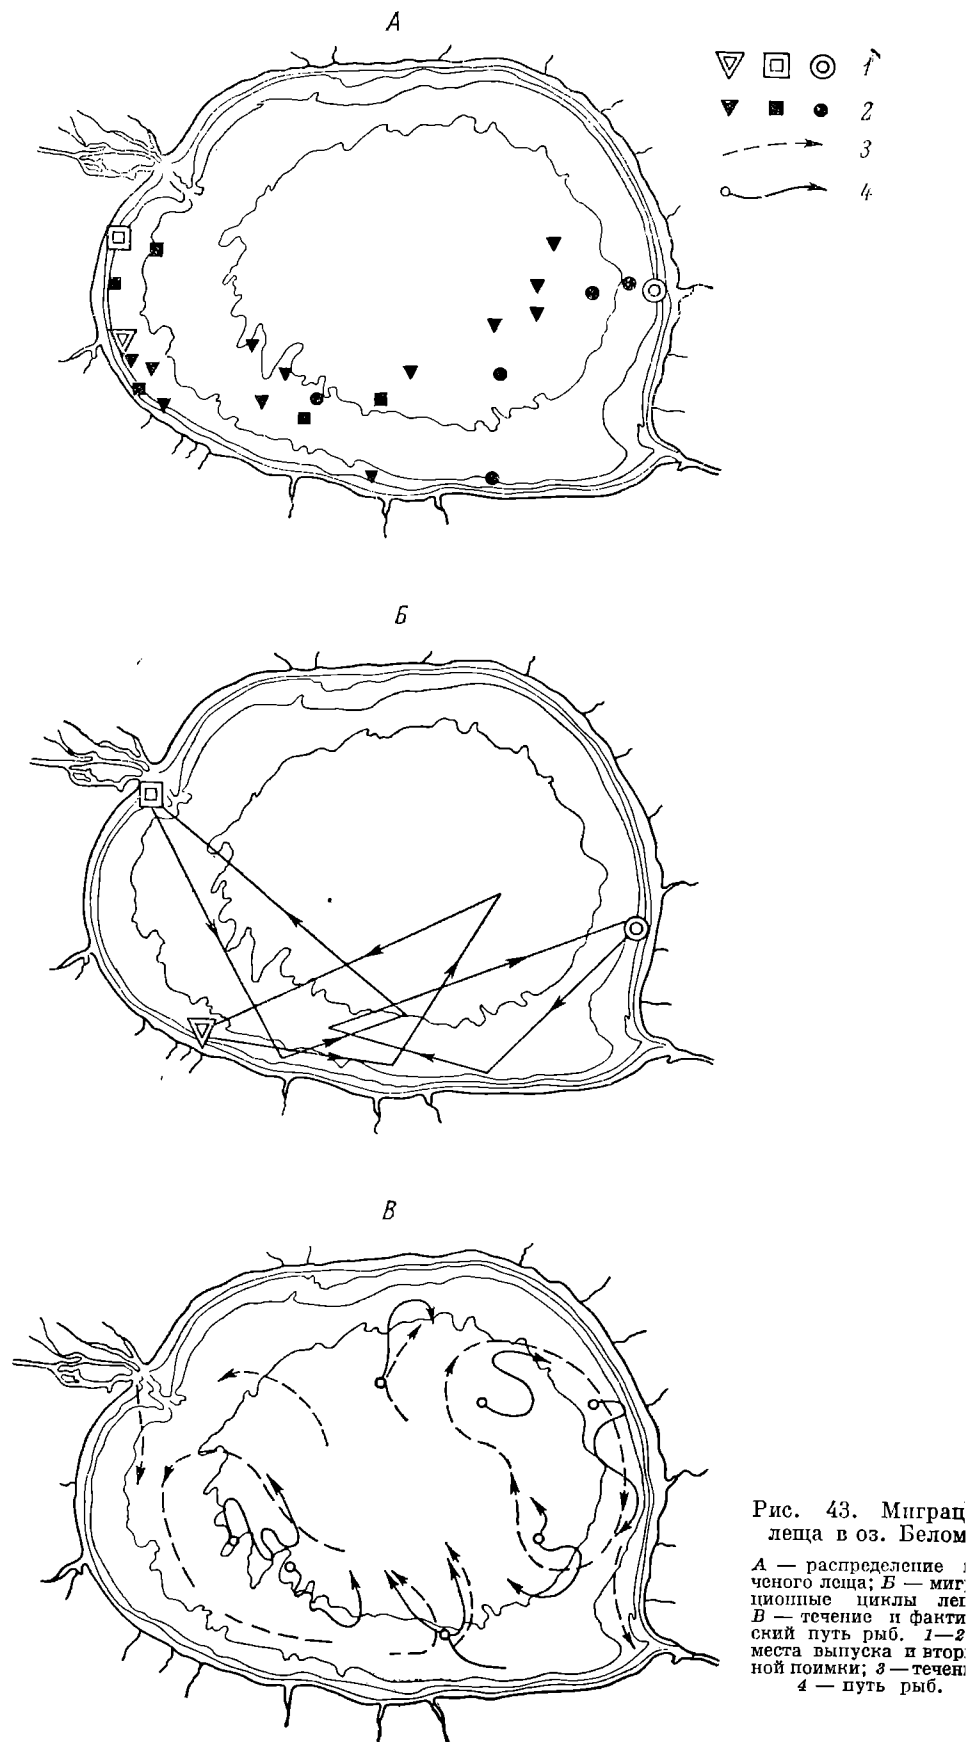 А
1
2
3
4
Б
В
Рис. 43. Миграц
леща в оз. Белом
А — распределение
ченого леща; Б — миг
ционные циклы ле
В — течение и факти
ский путь рыб. 1—2
места выпуска и втор
ной поимки; 3 — течен
4 — путь рыб.